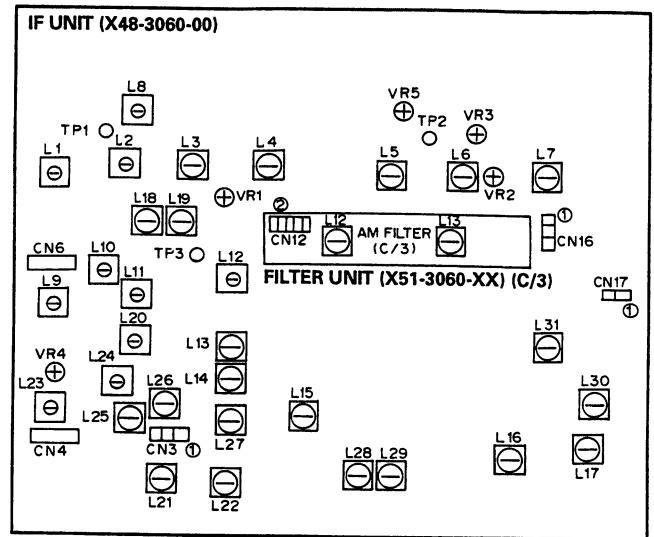 IF UNIT (X48-3060-00)
L8
VR5
TP1
TP2
VR3
L1
L2
L3
L4
L5
L6
L7
VR1
VR2
L18
L19
②
L12
AM FILTER
(C/3)
L13
①
CN12
CN16
CN6
L10
TP3
L12
FILTER UNIT (X51-3060-XX) (C/3)
L9
L11
CN17
①
L20
L13
L31
VR4
L24
L14
L23
L26
L15
L30
L25
CN4
CN3
①
L27
L28
L29
L16
L17
L21
L22